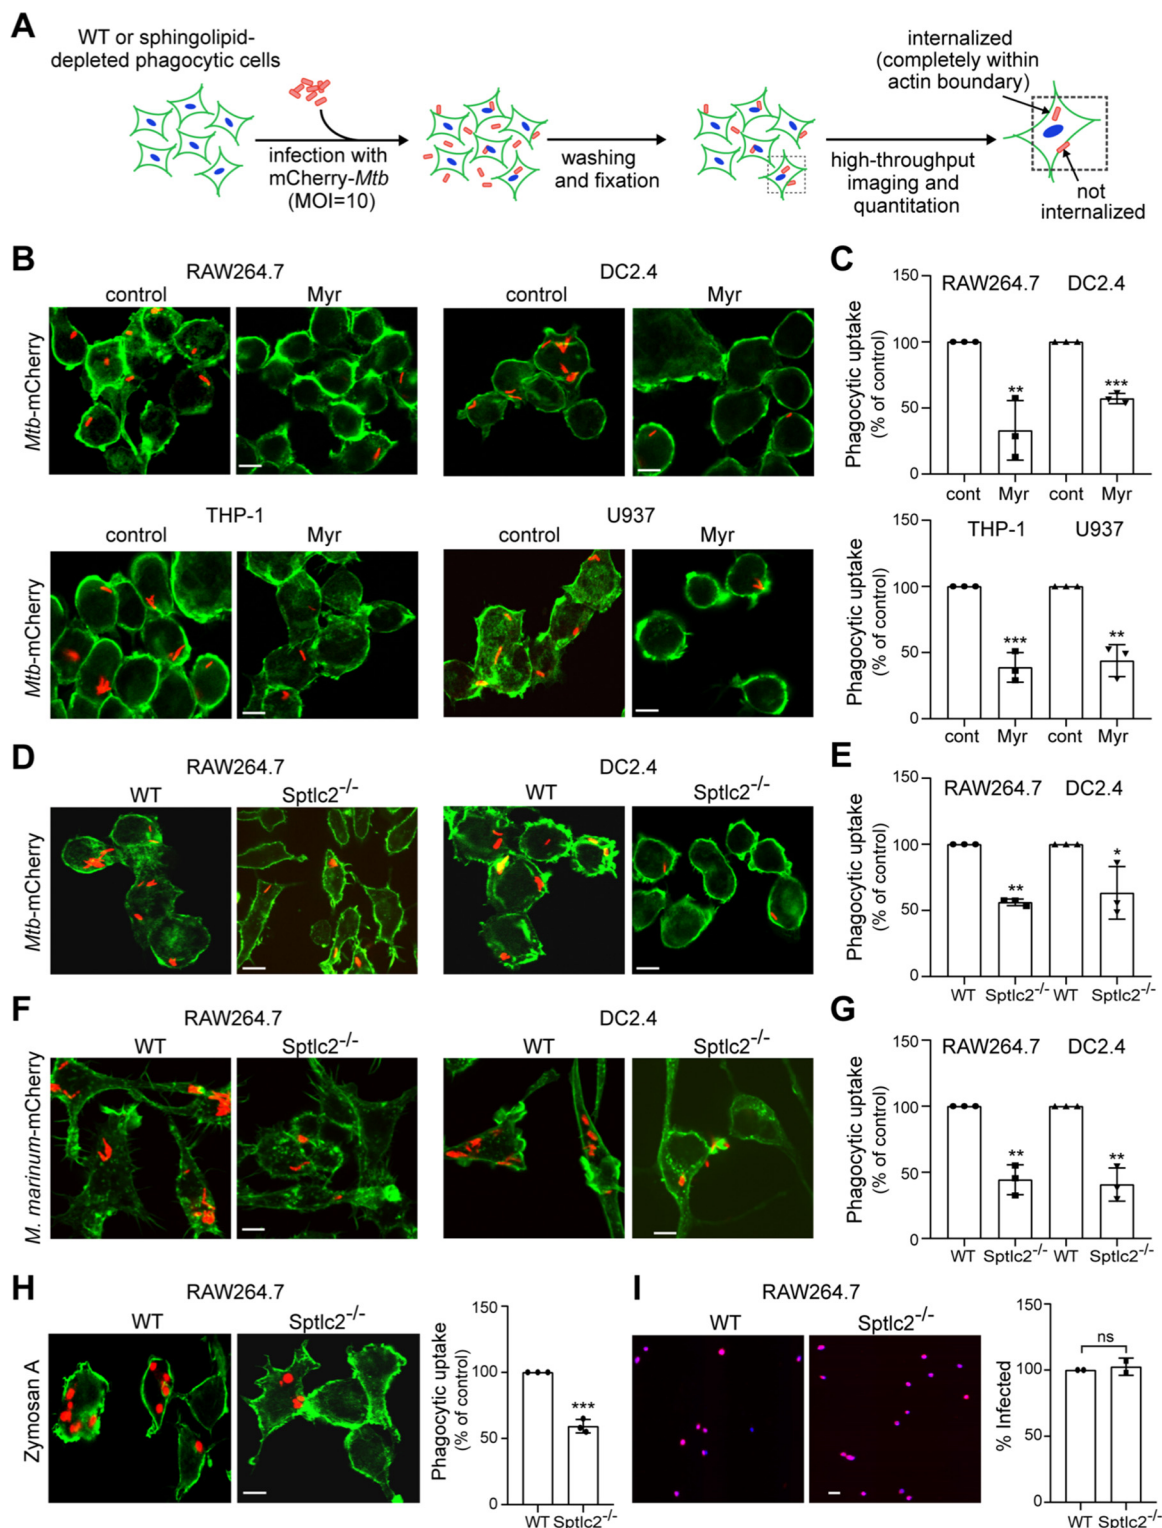 A
WT or sphingolipid-
depleted phagocytic cells
infection with
mCherry-Mtb
(MOI=10)
washing
and fixation
high-throughput
imaging and
quantitation
internalized
(completely within
actin boundary)
not
internalized
B
RAW264.7
DC2.4
control
Myr
control
Myr
Mtb-mCherry
THP-1
U937
control
Myr
control
Myr
Mtb-mCherry
C
150
100
50
0
Phagocytic uptake
(% of control)
RAW264.7
DC2.4
**
***
cont
Myr
cont
Myr
150
100
50
0
Phagocytic uptake
(% of control)
THP-1
U937
***
**
cont
Myr
cont
Myr
D
RAW264.7
DC2.4
WT
Sptlc2-/-
WT
Sptlc2-/-
Mtb-mCherry
E
150
100
50
0
Phagocytic uptake
(% of control)
RAW264.7
DC2.4
**
*
WT
Sptlc2-/-
WT
Sptlc2-/-
F
RAW264.7
DC2.4
WT
Sptlc2-/-
WT
Sptlc2-/-
M. marinum-mCherry
G
150
100
50
0
Phagocytic uptake
(% of control)
RAW264.7
DC2.4
**
**
WT
Sptlc2-/-
WT
Sptlc2-/-
H
RAW264.7
WT
Sptlc2-/-
Zymosan A
150
100
50
0
Phagocytic uptake
(% of control)
***
WT
Sptlc2-/-
I
RAW264.7
WT
Sptlc2-/-
150
100
50
0
% Infected
ns
WT
Sptlc2-/-